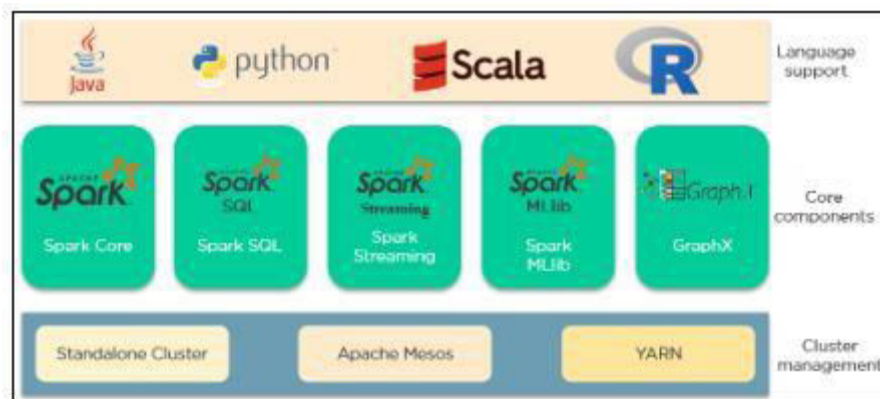 Java
python
Scala
R
Language
support
APACHE
Spark
Spark Core
Spark
SQL
Spark SQL
Spark
Streaming
Spark
Streaming
Spark
MLlib
Spark
MLlib
GraphX
Core
components
Standalone Cluster
Apache Mesos
YARN
Cluster
management